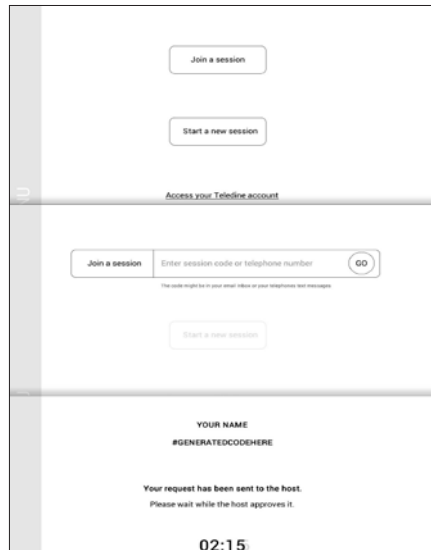 Join a session
Start a new session
Access your Teledine account
Join a session Enter session code or telephone number GO
The code might be in your email inbox or your telephones text messages
Start a new session
YOUR NAME
#GENERATEDCODEHERE
Your request has been sent to the host.
Please wait while the host approves it.
02:15